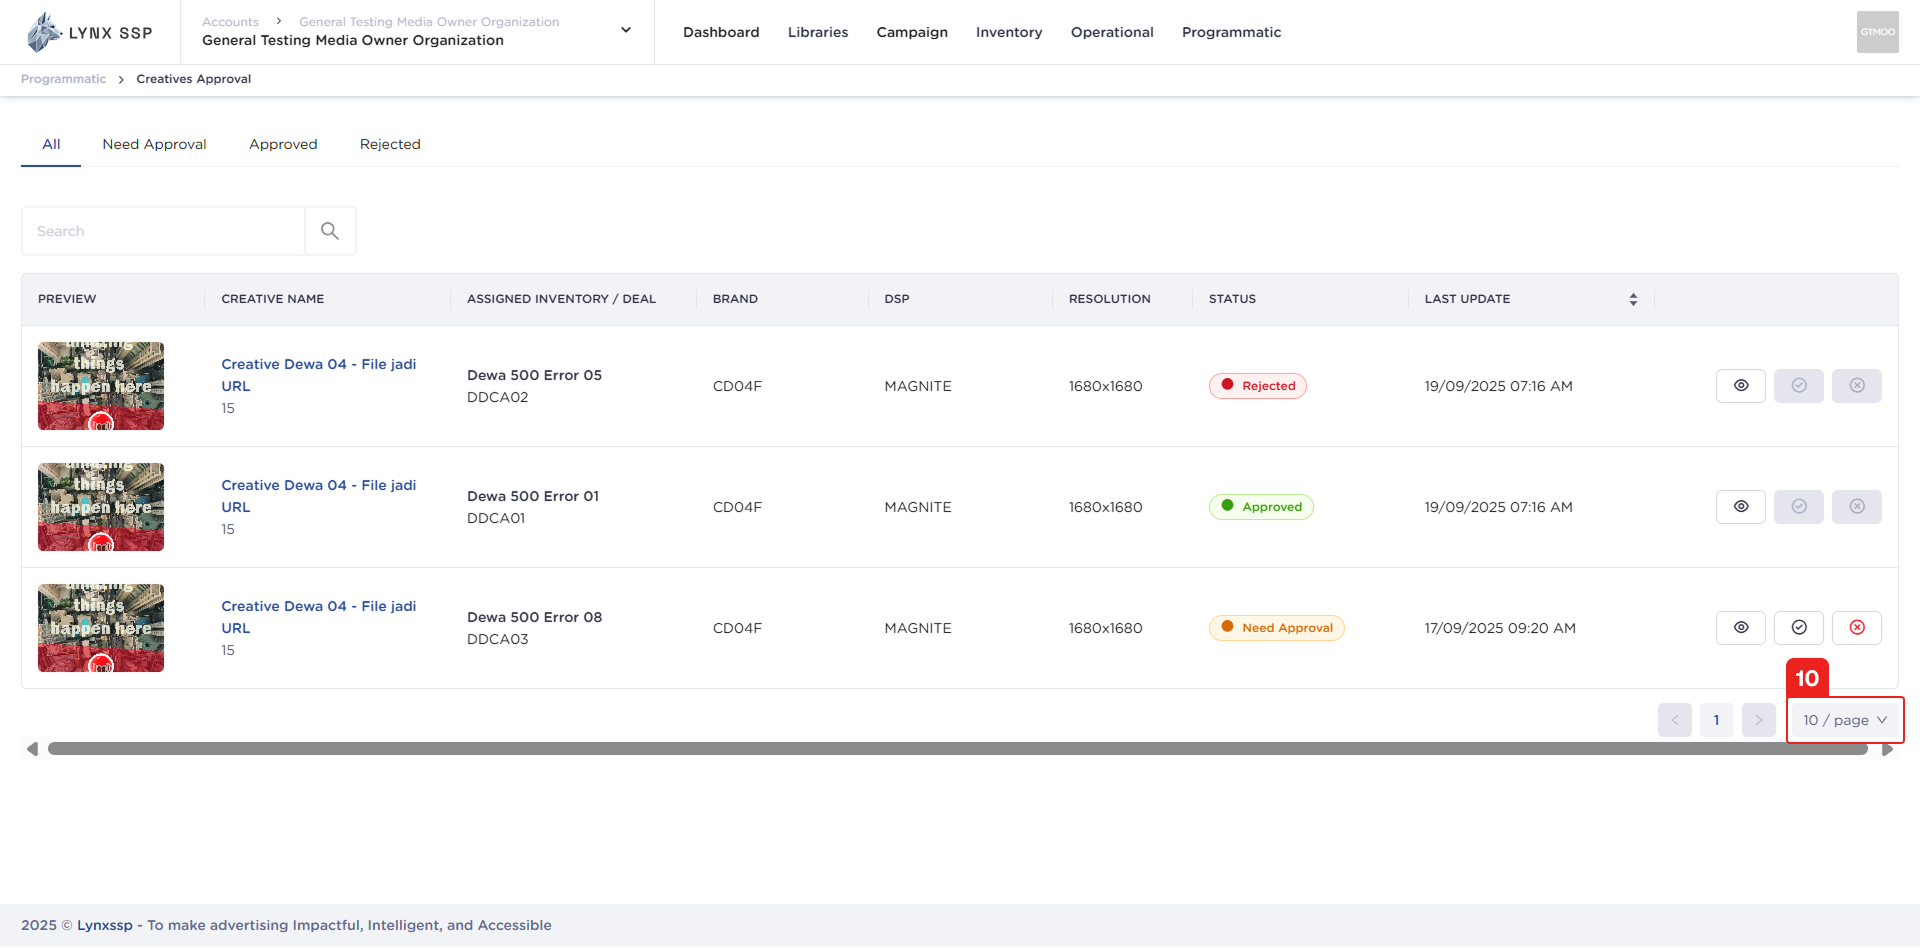 LYNX SSP
Accounts > General Testing Media Owner Organization
General Testing Media Owner Organization
Dashboard
Libraries
Campaign
Inventory
Operational
Programmatic
GTMOO
Programmatic > Creatives Approval
All
Need Approval
Approved
Rejected
Search
PREVIEW
CREATIVE NAME
ASSIGNED INVENTORY / DEAL
BRAND
DSP
RESOLUTION
STATUS
LAST UPDATE
things
happen here
Creative Dewa 04 - File jadi
URL
15
Dewa 500 Error 05
DDCA02
CD04F
MAGNITE
1680x1680
Rejected
19/09/2025 07:16 AM
things
happen here
Creative Dewa 04 - File jadi
URL
15
Dewa 500 Error 01
DDCA01
CD04F
MAGNITE
1680x1680
Approved
19/09/2025 07:16 AM
things
happen here
Creative Dewa 04 - File jadi
URL
15
Dewa 500 Error 08
DDCA03
CD04F
MAGNITE
1680x1680
Need Approval
17/09/2025 09:20 AM
10
< 1 >
10 / page
2025 © Lynxssp - To make advertising Impactful, Intelligent, and Accessible